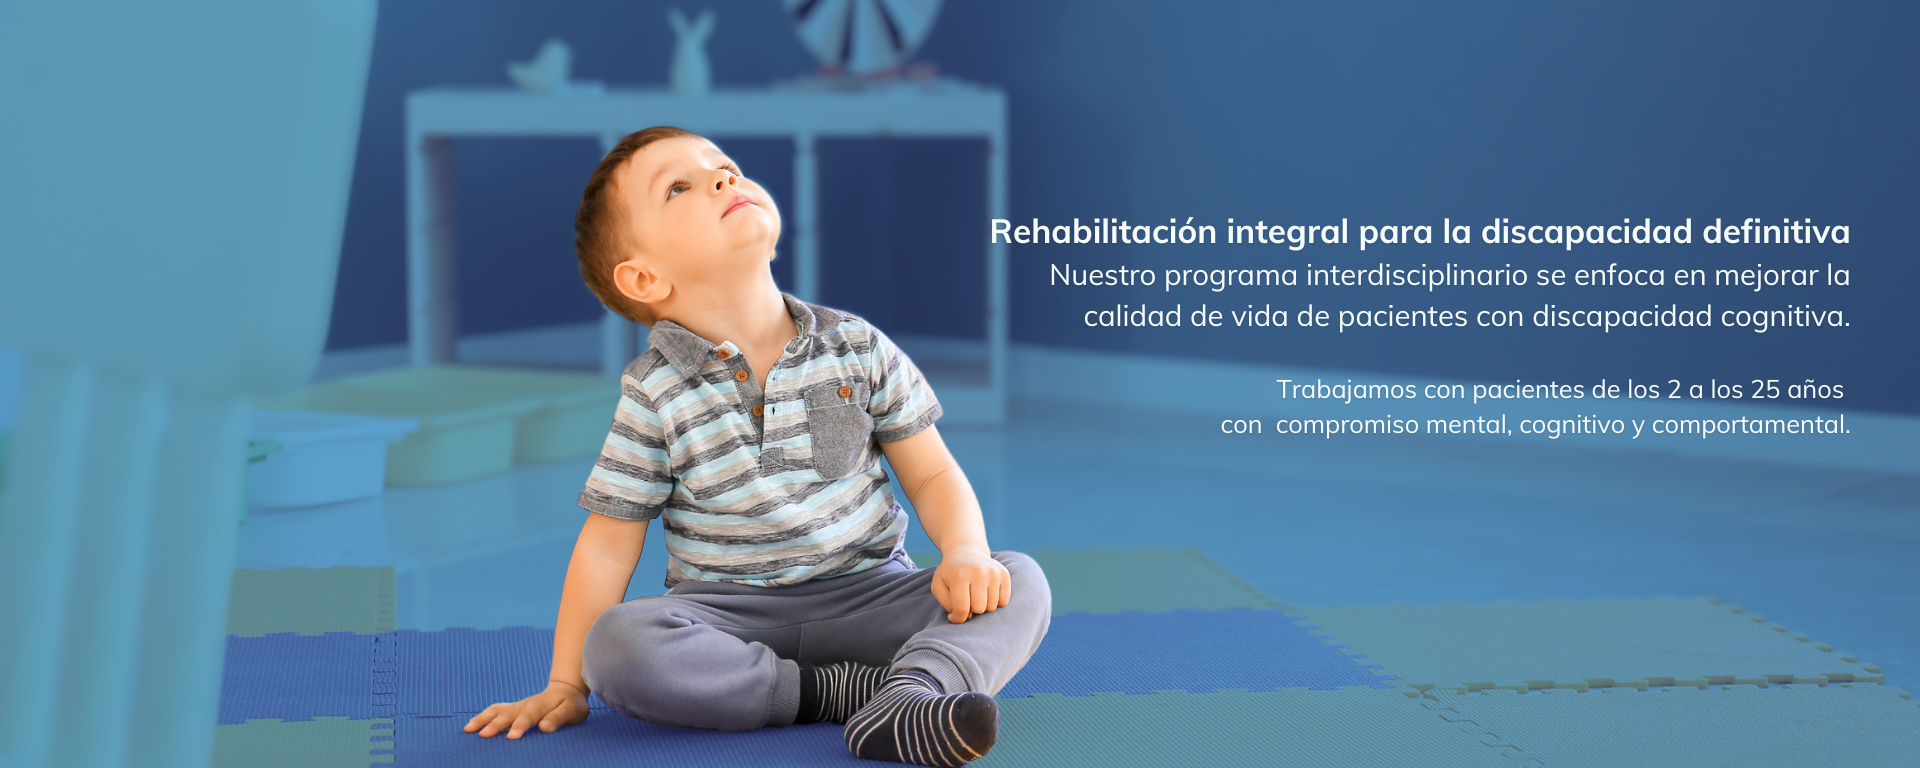 Rehabilitación integral para la discapacidad definitiva
Nuestro programa interdisciplinario se enfoca en mejorar la
calidad de vida de pacientes con discapacidad cognitiva.
Trabajamos con pacientes de los 2 a los 25 años
con compromiso mental, cognitivo y comportamental.